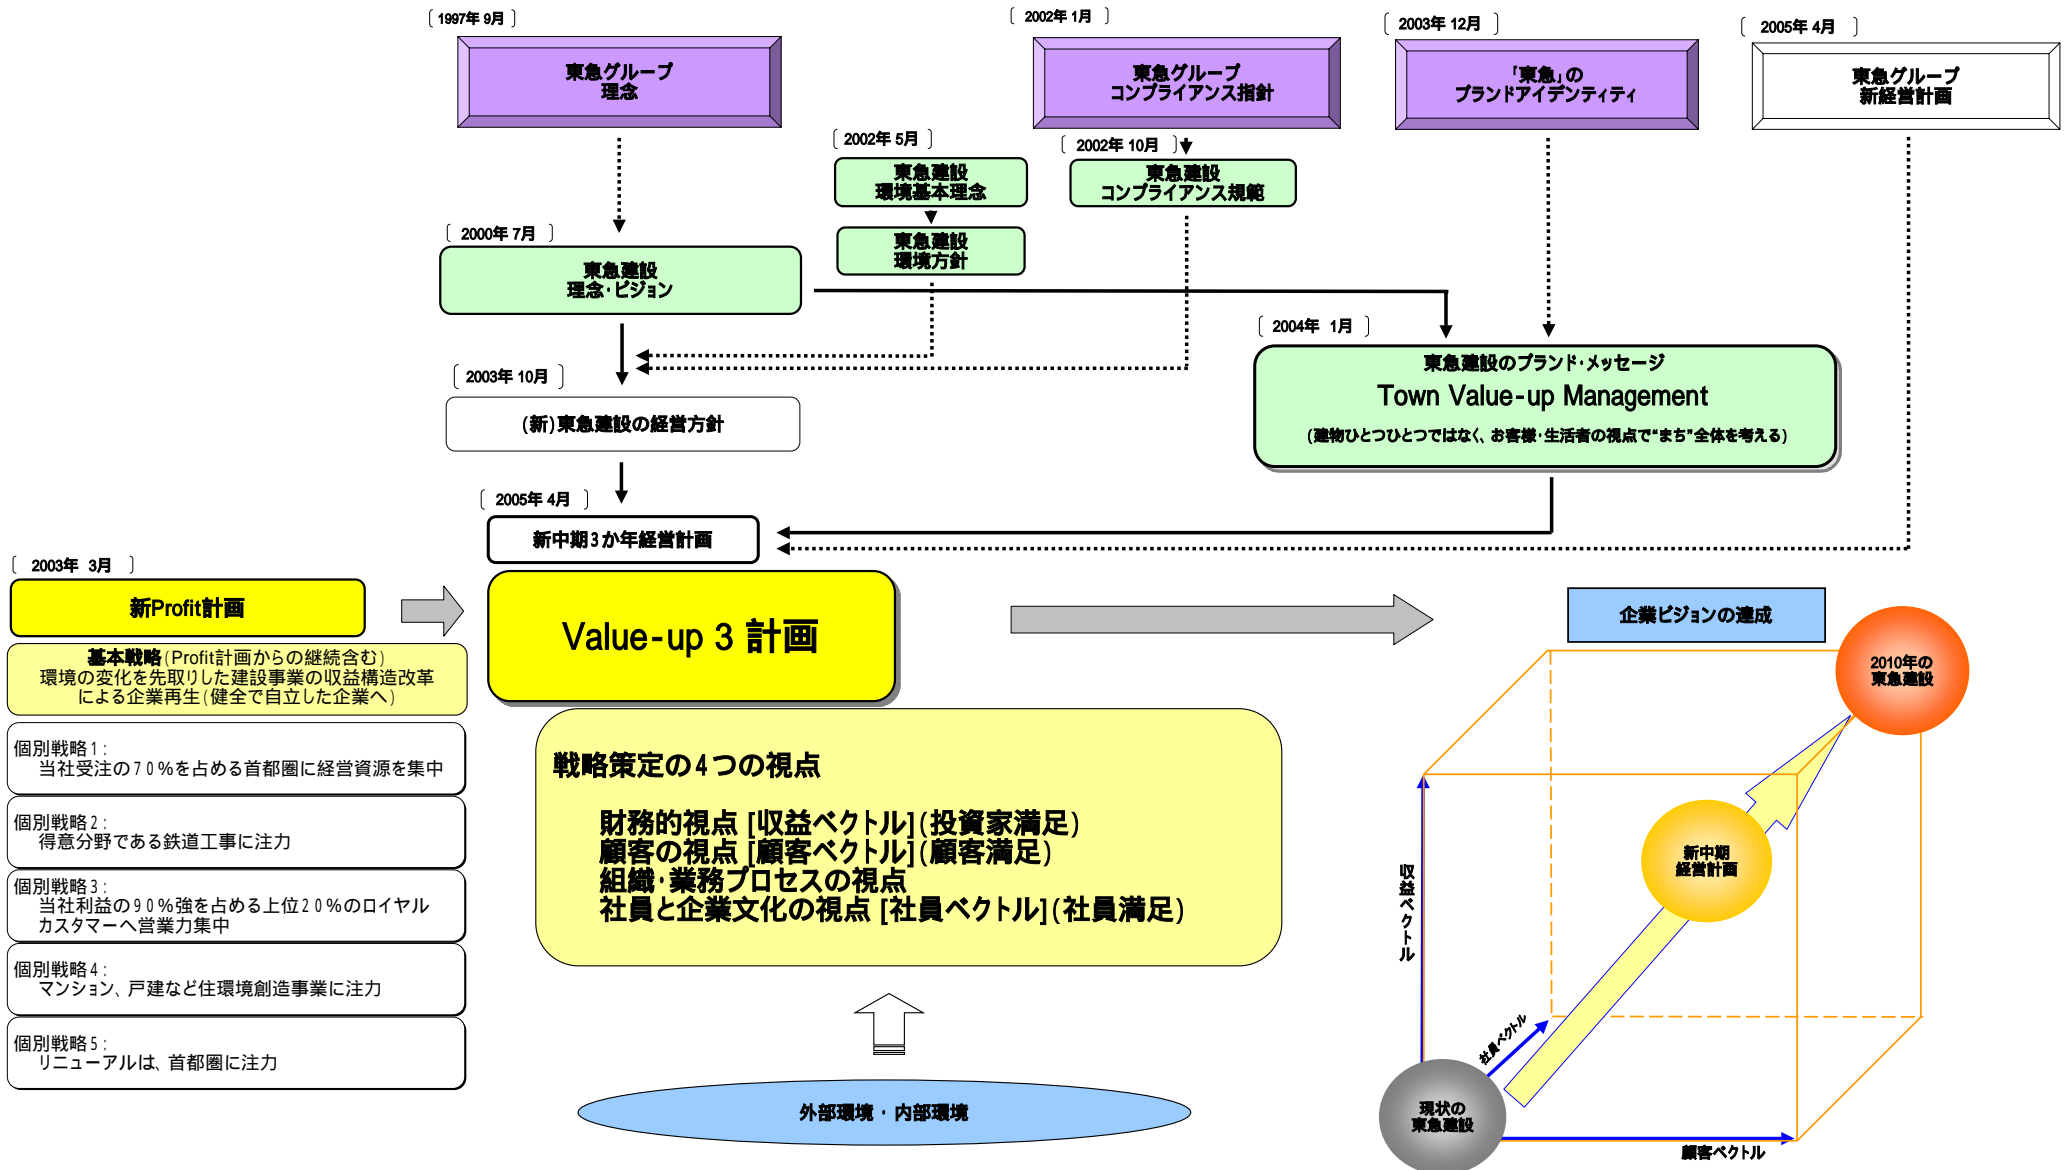 〔 1997年 9月 〕
東急グループ
理念
〔 2002年 1月 〕
東急グループ
コンプライアンス指針
〔 2003年 12月 〕
「東急」の
ブランドアイデンティティ
〔 2005年 4月 〕
東急グループ
新経営計画
〔 2002年 5月 〕
東急建設
環境基本理念
〔 2002年 10月 〕
東急建設
コンプライアンス規範
東急建設
環境方針
〔 2000年 7月 〕
東急建設
理念・ビジョン
〔 2004年 1月 〕
東急建設のブランド・メッセージ
Town Value-up Management
(建物ひとつひとつではなく、お客様・生活者の視点で“まち”全体を考える)
〔 2003年 10月 〕
(新)東急建設の経営方針
〔 2005年 4月 〕
新中期3か年経営計画
〔 2003年 3月 〕
新Profit計画
基本戦略(Profit計画からの継続含む)
環境の変化を先取りした建設事業の収益構造改革
による企業再生(健全で自立した企業へ)
個別戦略1:
当社受注の70%を占める首都圏に経営資源を集中
個別戦略2:
得意分野である鉄道工事に注力
個別戦略3:
当社利益の90%強を占める上位20%のロイヤル
カスタマーへ営業力集中
個別戦略4:
マンション、戸建など住環境創造事業に注力
個別戦略5:
リニューアルは、首都圏に注力
Value-up 3 計画
戦略策定の4つの視点
財務的視点 [収益ベクトル](投資家満足)
顧客の視点 [顧客ベクトル](顧客満足)
組織・業務プロセスの視点
社員と企業文化の視点 [社員ベクトル](社員満足)
外部環境・内部環境
企業ビジョンの達成
2010年の
東急建設
新中期
経営計画
収益ベクトル
社員ベクトル
現状の
東急建設
顧客ベクトル